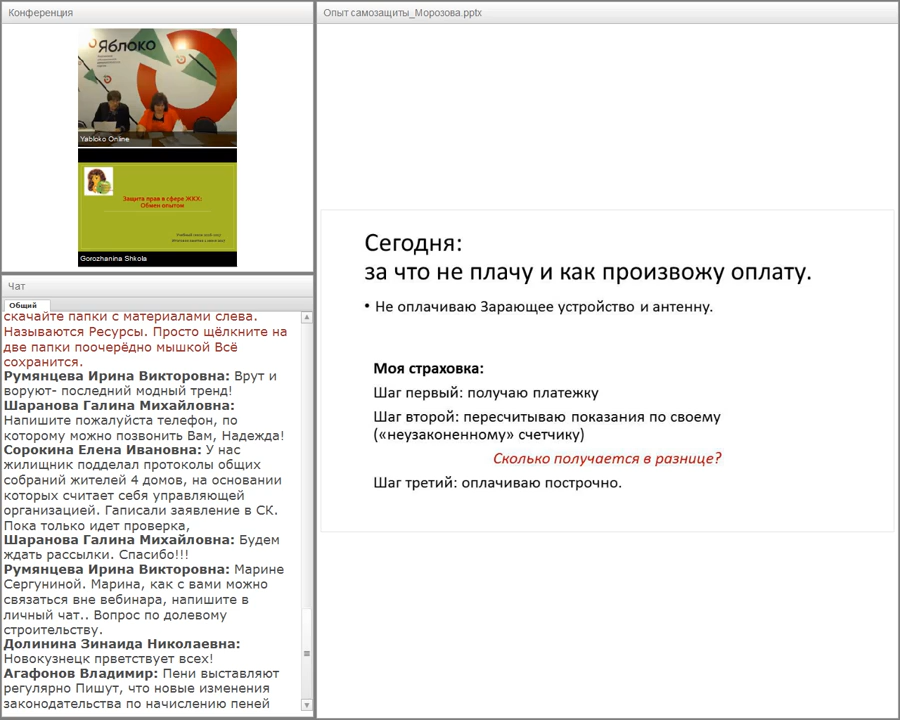 Конференция
Яблоко
Yabloko Online
Защита прав в сфере ЖКХ:
Обмен опытом
Gorozhanina Shkola
Чат
Общий
скачайте папки с материалами слева.
Называются Ресурсы. Просто щёлкните на
две папки поочерёдно мышкой Всё
сохранится.
Румянцева Ирина Викторовна: Врут и
воруют- последний модный тренд!
Шаранова Галина Михайловна:
Напишите пожалуйста телефон, по
которому можно позвонить Вам, Надежда!
Сорокина Елена Ивановна: У нас
жилищник подделал протоколы общих
собраний жителей 4 домов, на основании
которых считает себя управляющей
организацией. Гаписали заявление в СК.
Пока только идет проверка,
Шаранова Галина Михайловна: Будем
ждать рассылки. Спасибо!!!
Румянцева Ирина Викторовна: Марине
Сергуниной. Марина, как с вами можно
связаться вне вебинара, напишите в
личный чат.. Вопрос по долевому
строительству.
Долинина Зинаида Николаевна:
Новокузнецк прветствует всех!
Агафонов Владимир: Пени выставляют
регулярно Пишут, что новые изменения
законодательства по начислению пеней
Опыт самозащиты_Морозова.pptx
Сегодня:
за что не плачу и как произвожу оплату.
• Не оплачиваю Зарающее устройство и антенну.
Моя страховка:
Шаг первый: получаю платежку
Шаг второй: пересчитываю показания по своему
(«неузаконенному» счетчику)
Сколько получается в разнице?
Шаг третий: оплачиваю построчно.